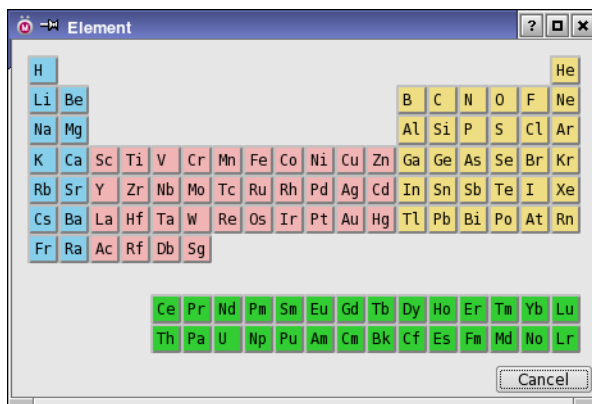 Element ?
H He
Li Be B C N O F Ne
Na Mg Al Si P S Cl Ar
K Ca Sc Ti V Cr Mn Fe Co Ni Cu Zn Ga Ge As Se Br Kr
Rb Sr Y Zr Nb Mo Tc Ru Rh Pd Ag Cd In Sn Sb Te I Xe
Cs Ba La Hf Ta W Re Os Ir Pt Au Hg Tl Pb Bi Po At Rn
Fr Ra Ac Rf Db Sg
Ce Pr Nd Pm Sm Eu Gd Tb Dy Ho Er Tm Yb Lu
Th Pa U Np Pu Am Cm Bk Cf Es Fm Md No Lr
Cancel